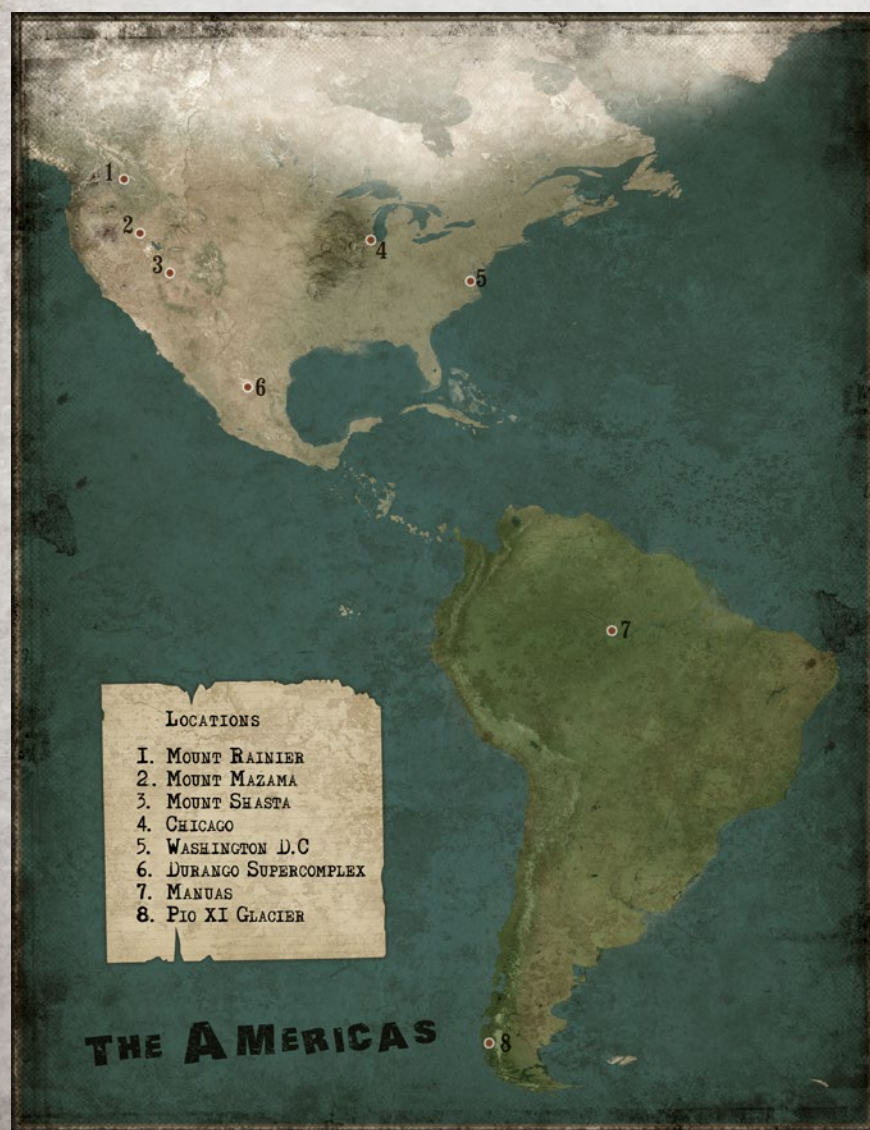 1
2
3
4
5
6
7
Locations
1. Mount Rainier
2. Mount Mazama
3. Mount Shasta
4. Chicago
5. Washington D.C
6. Durango Supercomplex
7. Manuas
8. Pio XI Glacier
The Americas
8